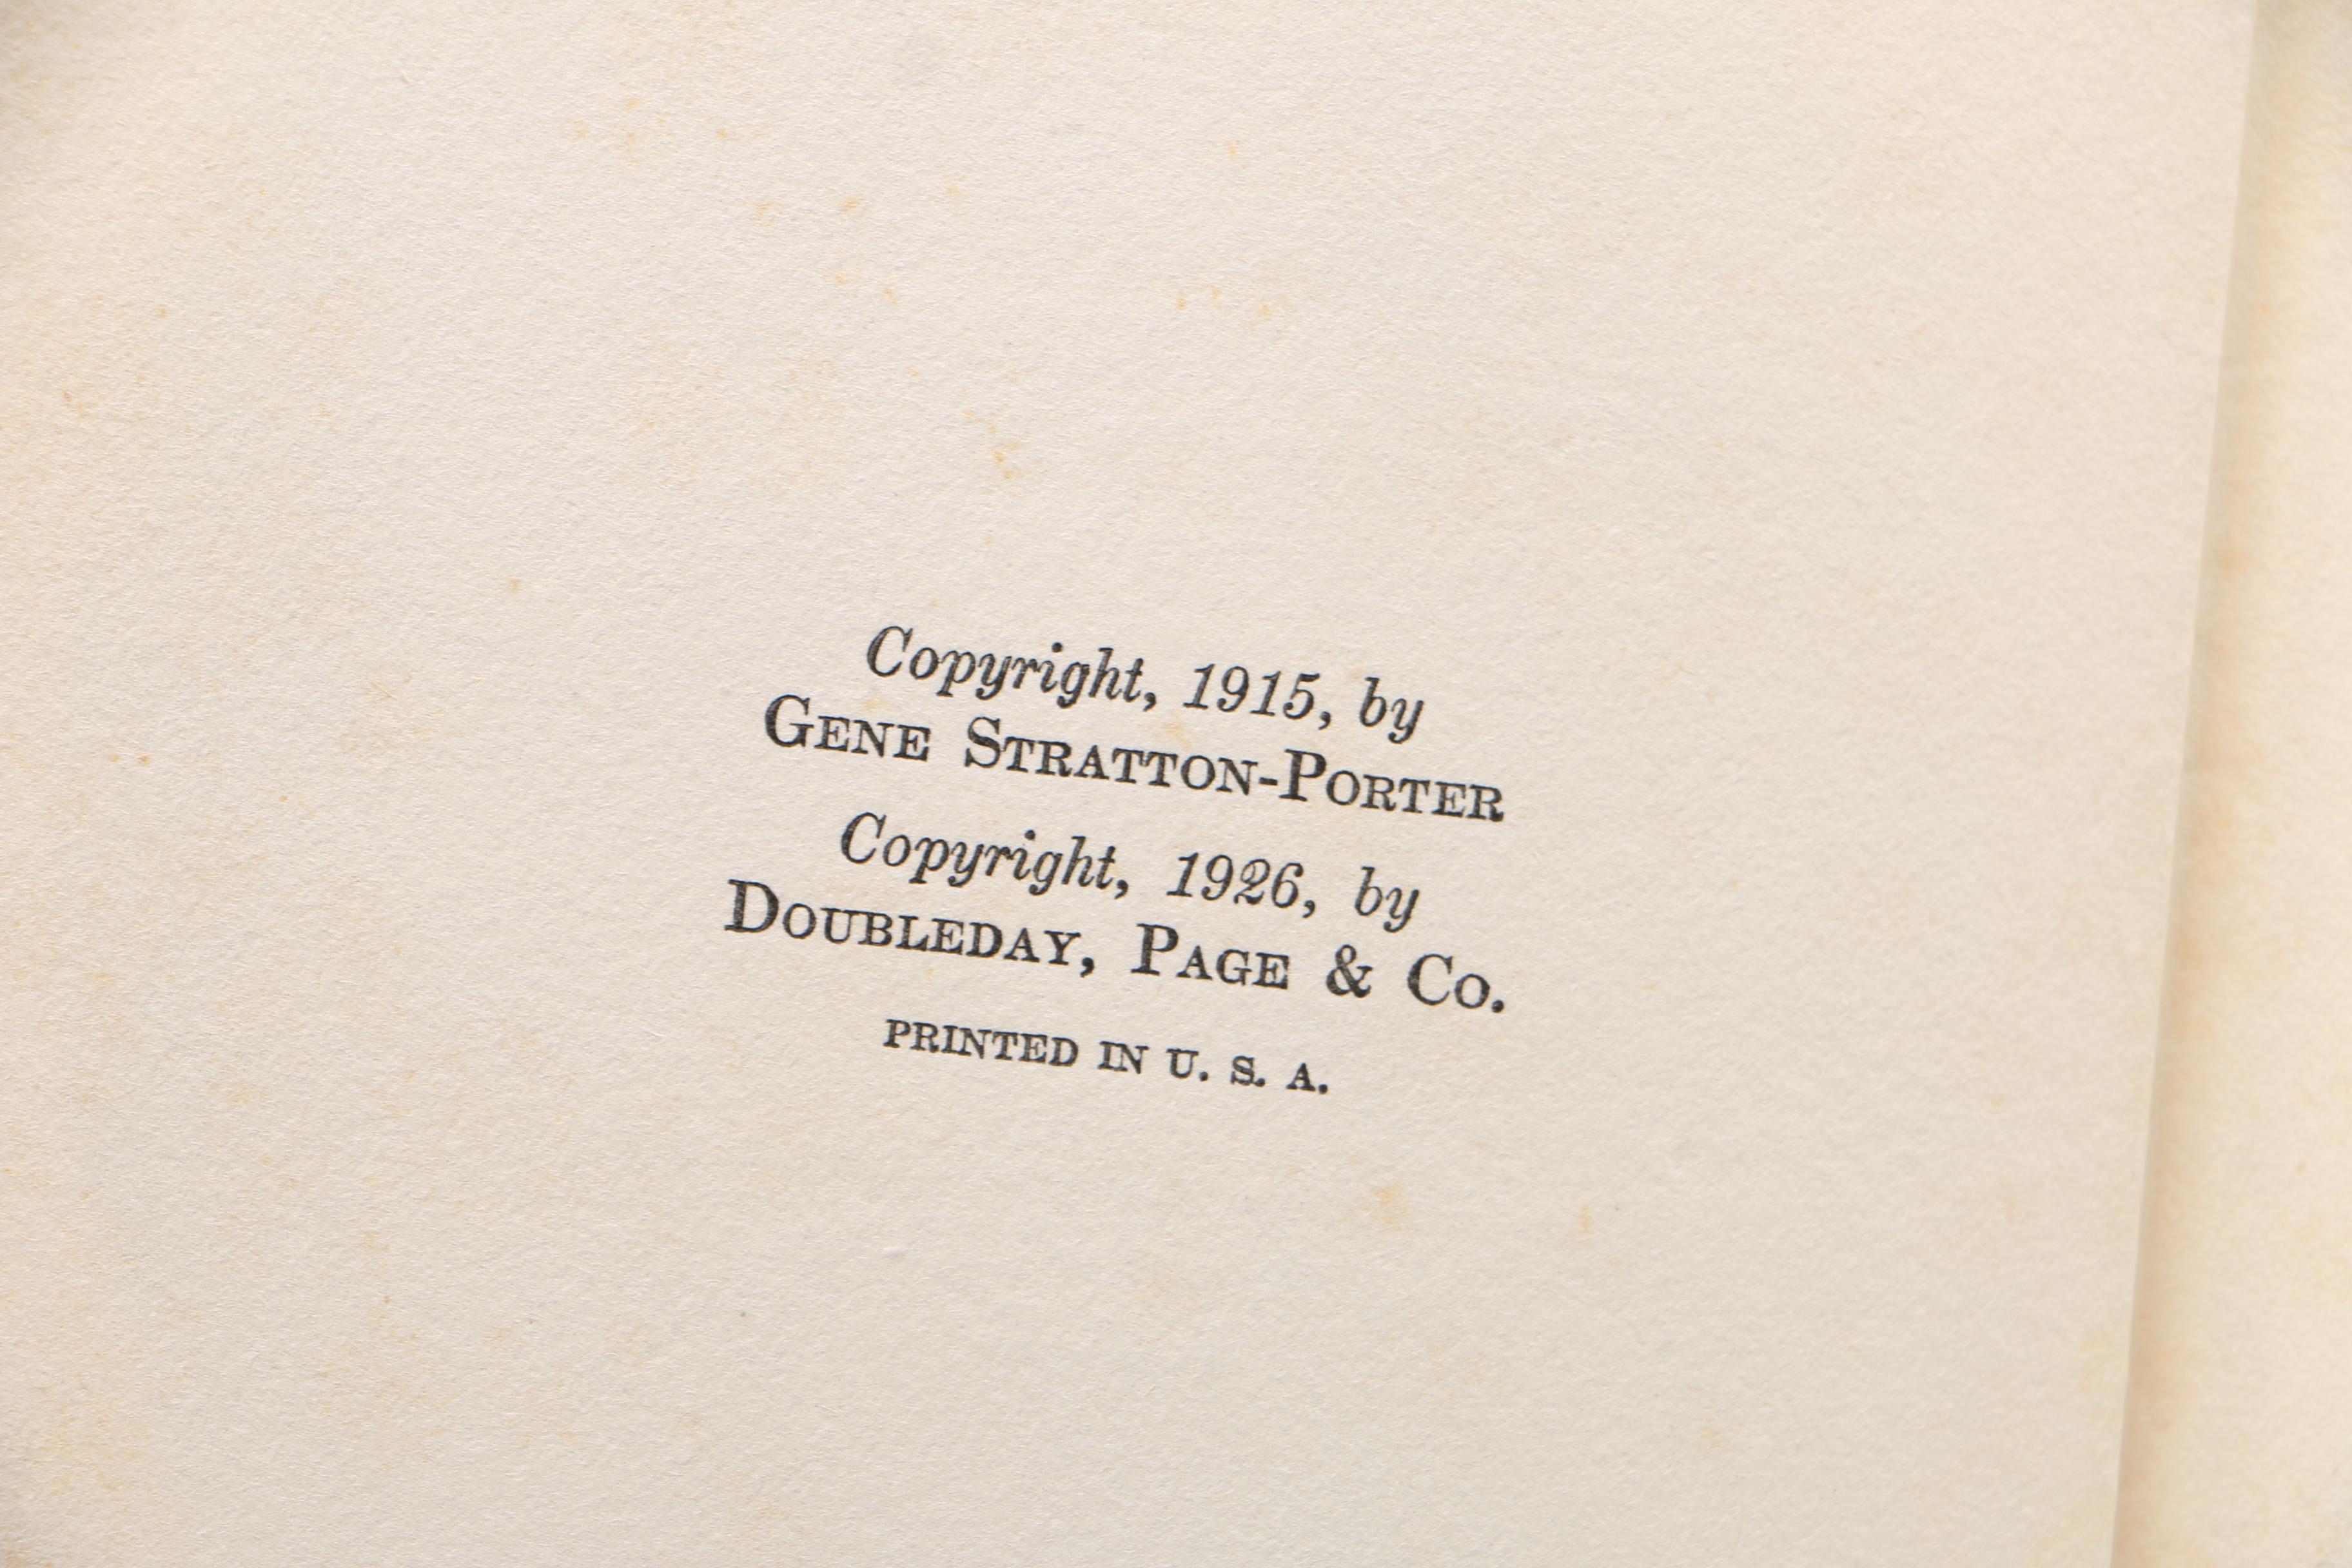 Copyright, 1915, by
GENE STRATTON-PORTER
Copyright, 1926, by
DOUBLEDAY, PAGE & CO.
PRINTED IN U. S. A.